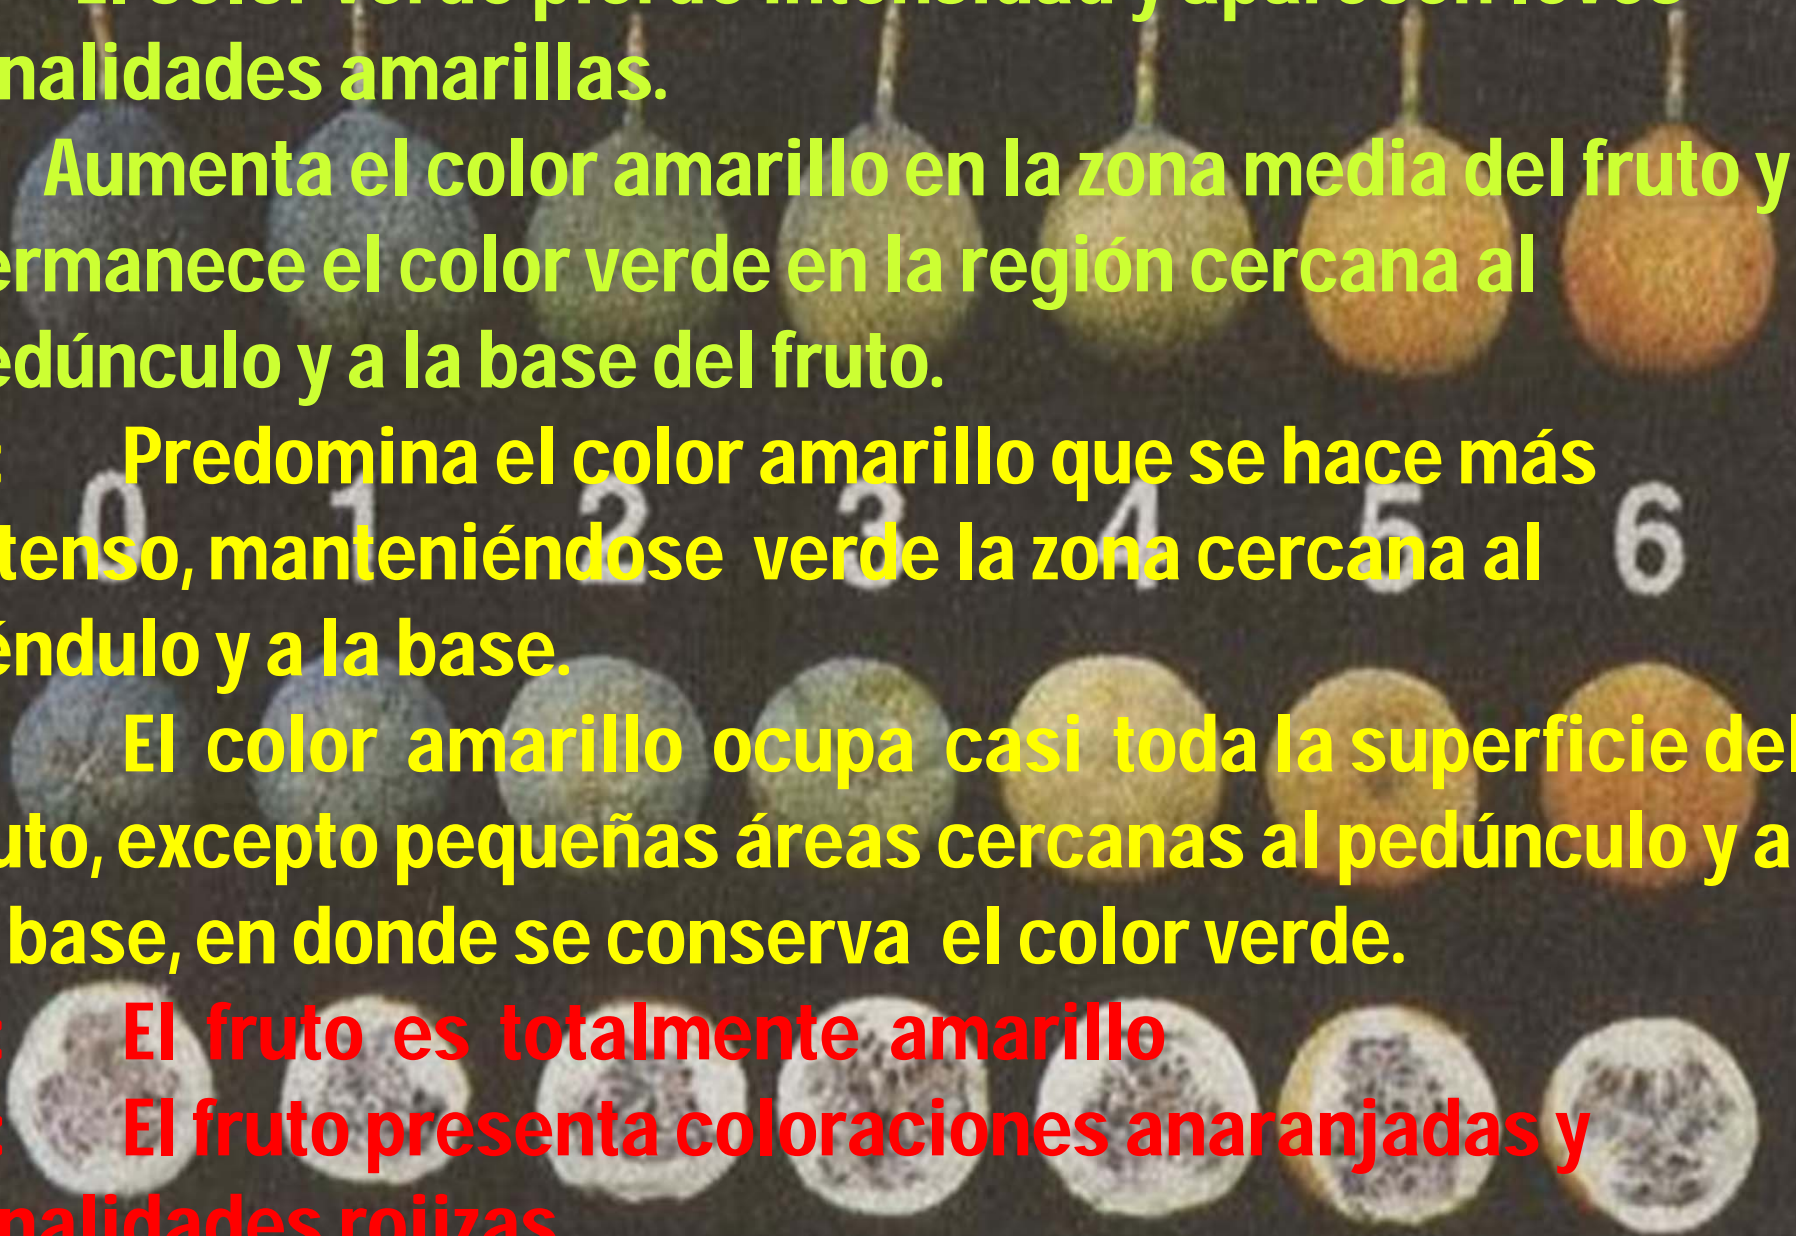 nalidades amarillas.
Aumenta el color amarillo en la zona media del fruto y
ermanece el color verde en la región cercana al
edúnculo y a la base del fruto.
: Predomina el color amarillo que se hace más
0 1 2 3 4 5 6
tenso, manteniéndose verde la zona cercana al
éndulo y a la base.
El color amarillo ocupa casi toda la superficie del
uto, excepto pequeñas áreas cercanas al pedúnculo y a
base, en donde se conserva el color verde.
: El fruto es totalmente amarillo
: El fruto presenta coloraciones anaranjadas y
nalidades rojizas